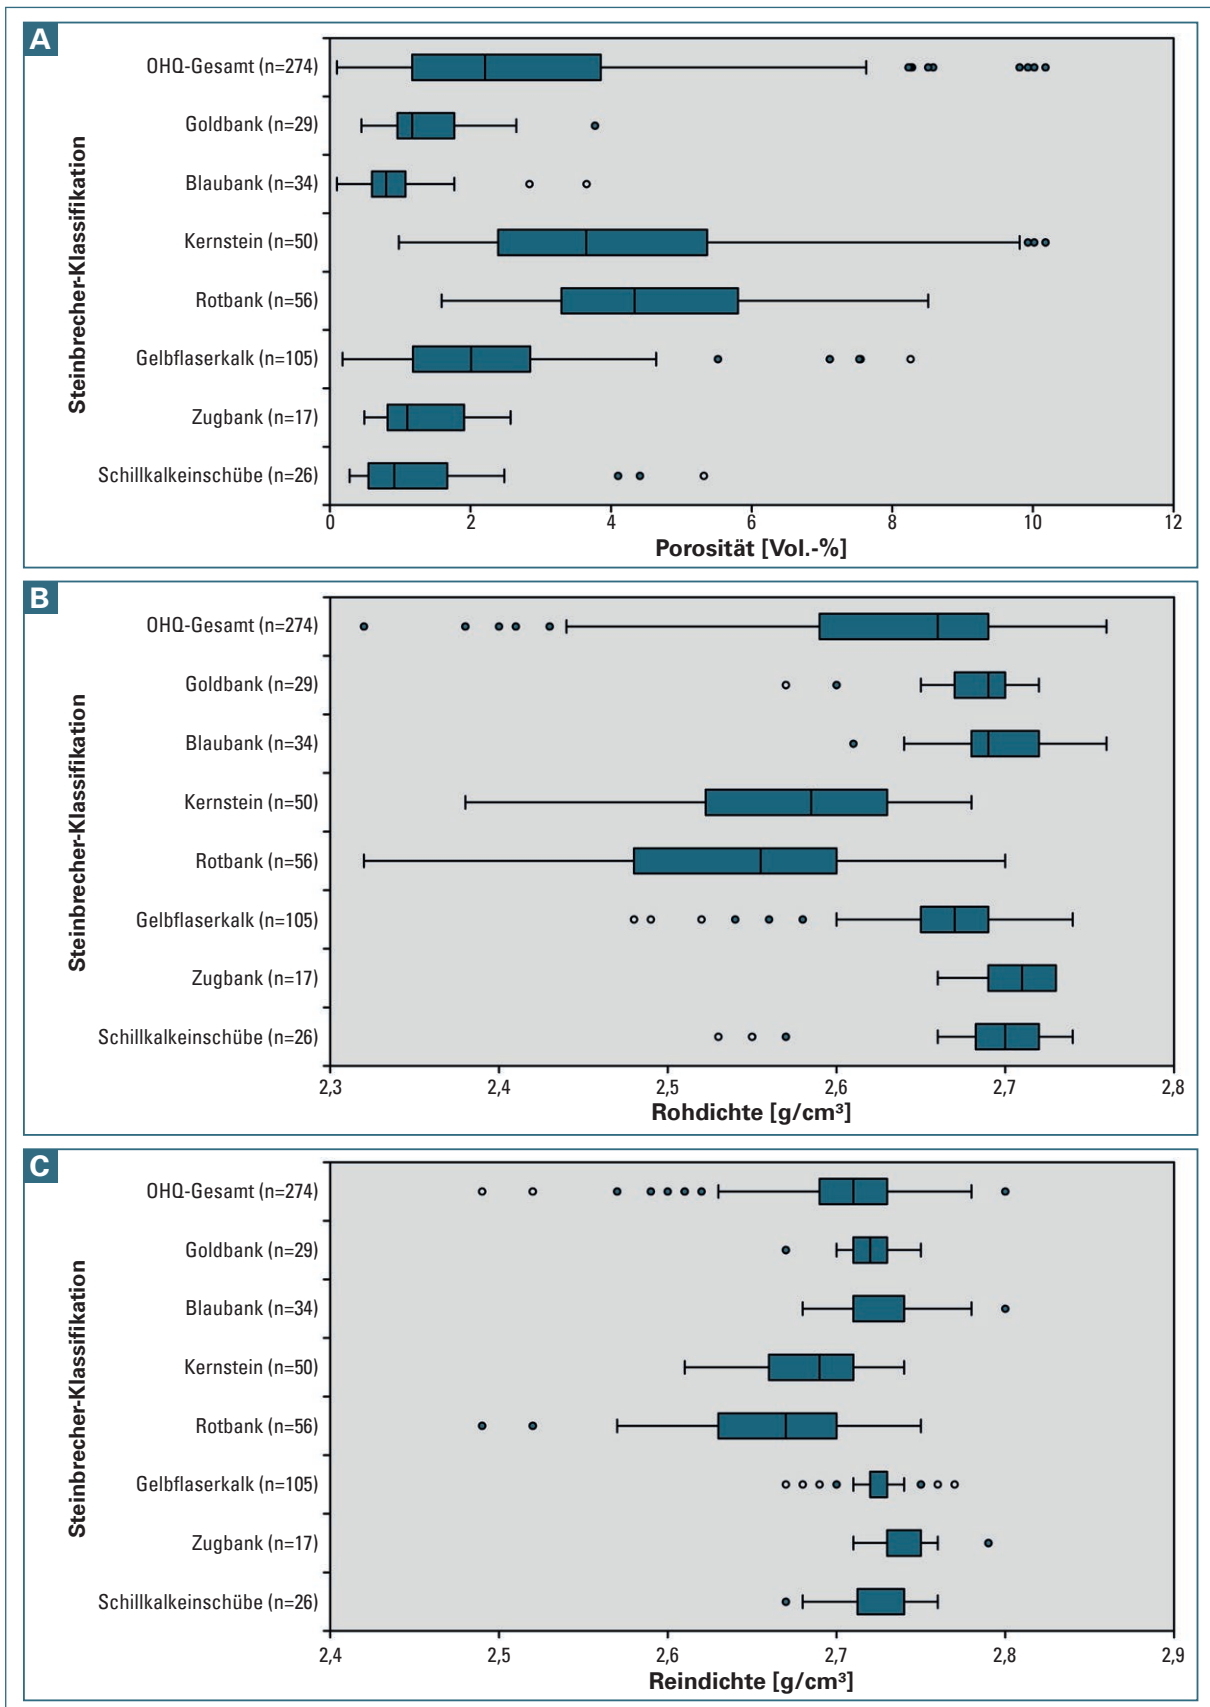 A
Steinbrecher-Klassifikation
OHQ-Gesamt (n=274)
Goldbank (n=29)
Blaubank (n=34)
Kernstein (n=50)
Rotbank (n=56)
Gelbflaserkalk (n=105)
Zugbank (n=17)
Schillkalkeinschübe (n=26)
0 2 4 6 8 10 12
Porosität [Vol.-%]
B
Steinbrecher-Klassifikation
OHQ-Gesamt (n=274)
Goldbank (n=29)
Blaubank (n=34)
Kernstein (n=50)
Rotbank (n=56)
Gelbflaserkalk (n=105)
Zugbank (n=17)
Schillkalkeinschübe (n=26)
2,3 2,4 2,5 2,6 2,7 2,8
Rohdichte [g/cm³]
C
Steinbrecher-Klassifikation
OHQ-Gesamt (n=274)
Goldbank (n=29)
Blaubank (n=34)
Kernstein (n=50)
Rotbank (n=56)
Gelbflaserkalk (n=105)
Zugbank (n=17)
Schillkalkeinschübe (n=26)
2,4 2,5 2,6 2,7 2,8 2,9
Reindichte [g/cm³]